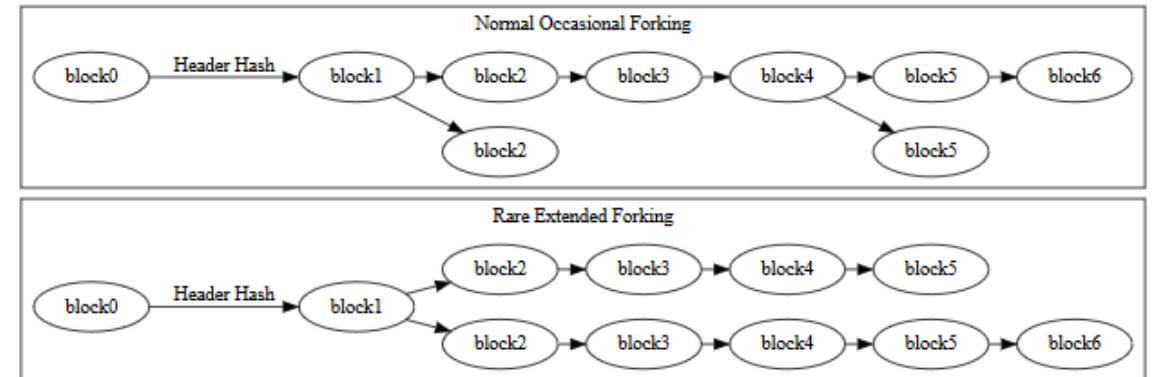 Normal Occasional Forking
block0 Header Hash block1 block2 block3 block4 block5 block6
block2 block5
Rare Extended Forking
block2 block3 block4 block5
block0 Header Hash block1
block2 block3 block4 block5 block6